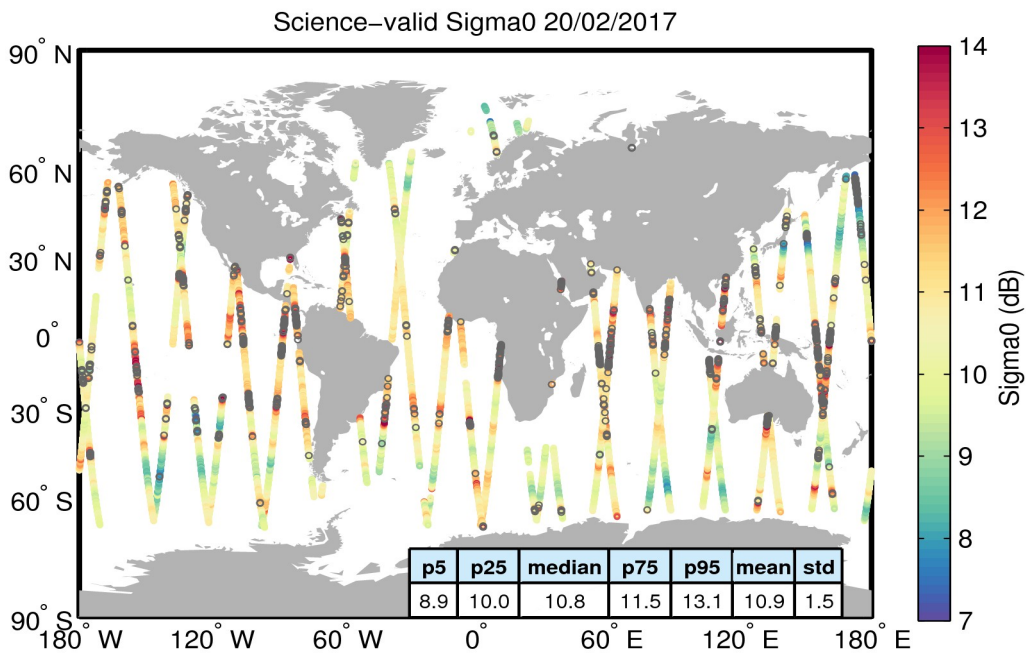 Science−valid Sigma0 20/02/2017
90° N
60° N
30° N
0°
30° S
60° S
90° S
180° W
120° W
60° W
0°
60° E
120° E
180° E
p5 p25 median p75 p95 mean std
8.9 10.0 10.8 11.5 13.1 10.9 1.5
14
13
12
11
10
9
8
7
Sigma0 (dB)